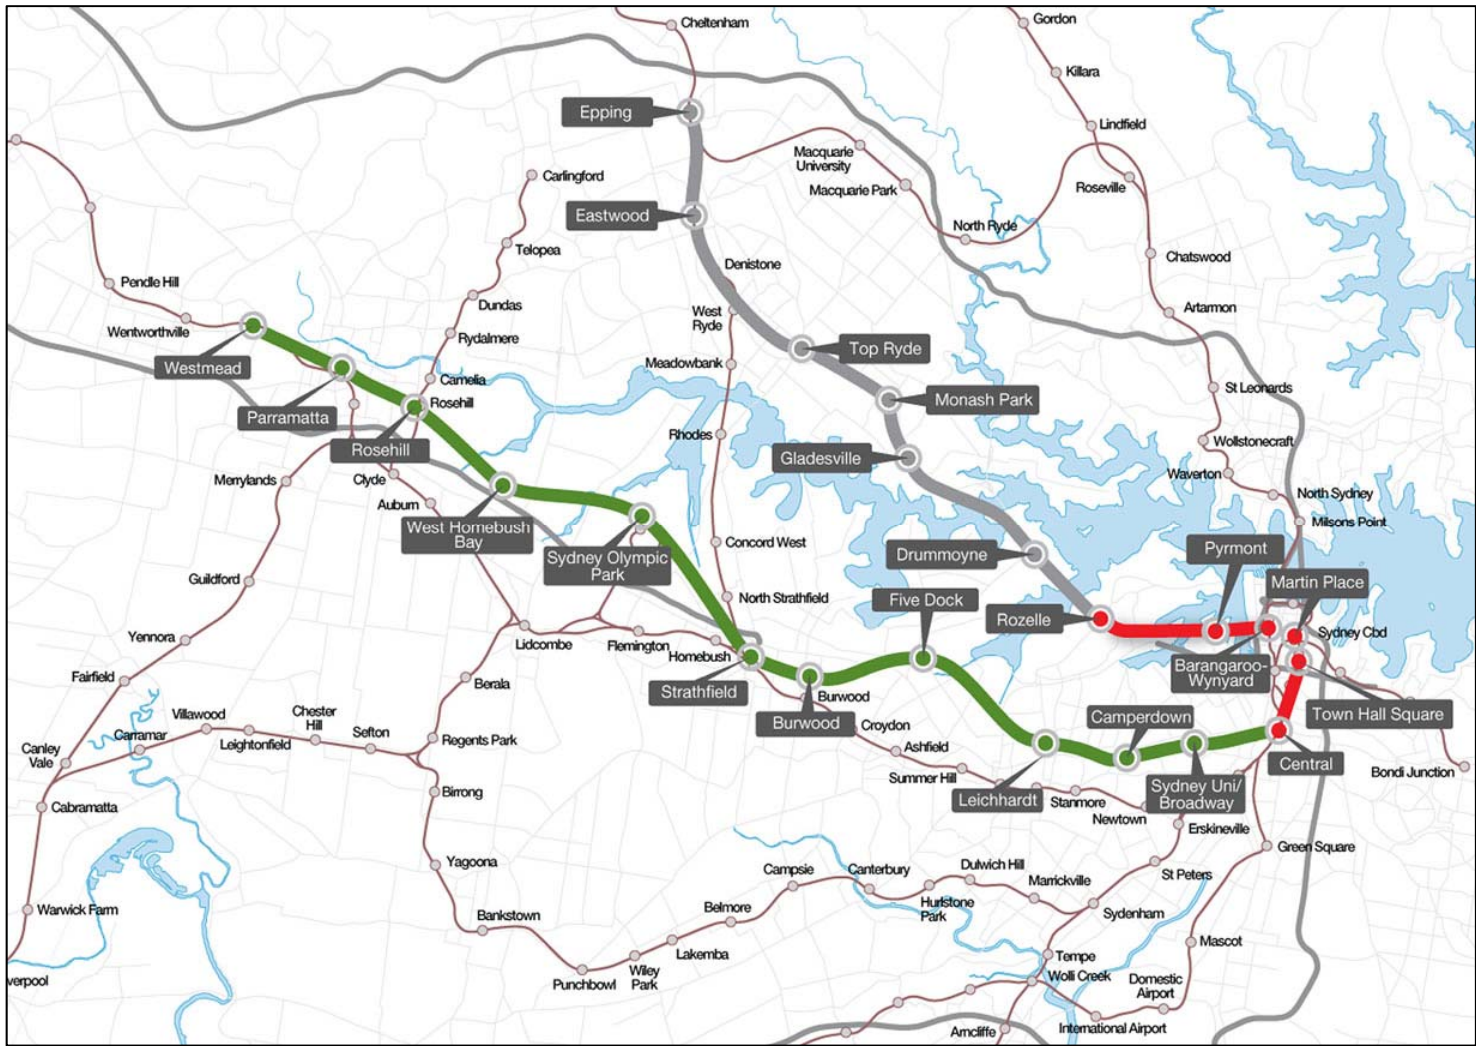 Cheltenham
Gordon
Killara
Epping
Lindfield
Macquarie
University
Carlingford
Macquarie Park
Roseville
Eastwood
North Ryde
Telopea
Chatswood
Denistone
Pendle Hill
Dundas
Artarmon
West
Ryde
Wentworthville
Rydalmere
Top Ryde
Westmead
Meadowbank
Camelia
St Leonards
Rosehill
Monash Park
Parramatta
Rhodes
Wollstonecraft
Rosehill
Gladesville
Waverton
Merrylands
Clyde
North Sydney
Auburn
Milsons Point
West Homebush
Bay
Concord West
Pyrmont
Sydney Olympic
Park
Drummoyne
Guildford
Martin Place
North Strathfield
Five Dock
Rozelle
Yennora
Lidcombe
Flemington
Sydney Cbd
Homebush
Barangaroo-
Wynyard
Fairfield
Berala
Strathfield
Burwood
Villawood
Chester
Hill
Burwood
Camperdown
Town Hall Square
Croydon
Sefton
Regents Park
Carramar
Leightonfield
Canley
Vale
Ashfield
Central
Bondi Junction
Summer Hill
Sydney Uni/
Broadway
Leichhardt
Stanmore
Birrong
Cabramatta
Newtown
Erskineville
Green Square
Yagoona
Campsie
Canterbury
Dulwich Hill
St Peters
Marrickville
Hurlstone
Park
Warwick Farm
Belmore
Bankstown
Sydenham
Mascot
Lakemba
Tempe
Wiley
Park
Wolli Creek
Domestic
Airport
verpool
Punchbowl
International Airport
Arncliffe